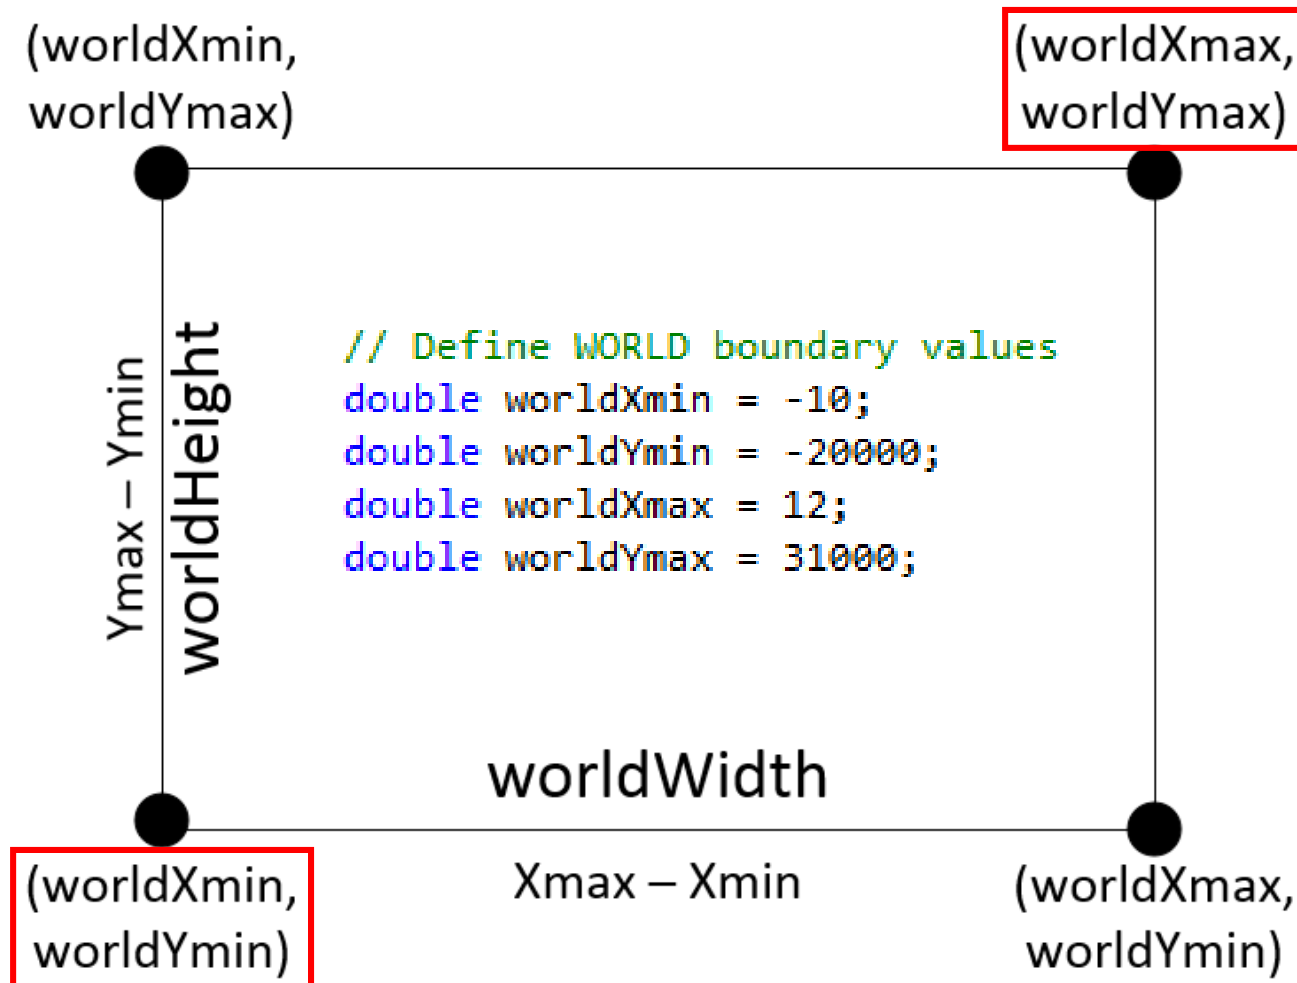 (worldXmin,
worldYmax)
(worldXmax,
worldYmax)
Ymax – Ymin
worldHeight
// Define WORLD boundary values
double worldXmin = -10;
double worldYmin = -20000;
double worldXmax = 12;
double worldYmax = 31000;
worldWidth
Xmax – Xmin
(worldXmin,
worldYmin)
(worldXmax,
worldYmin)